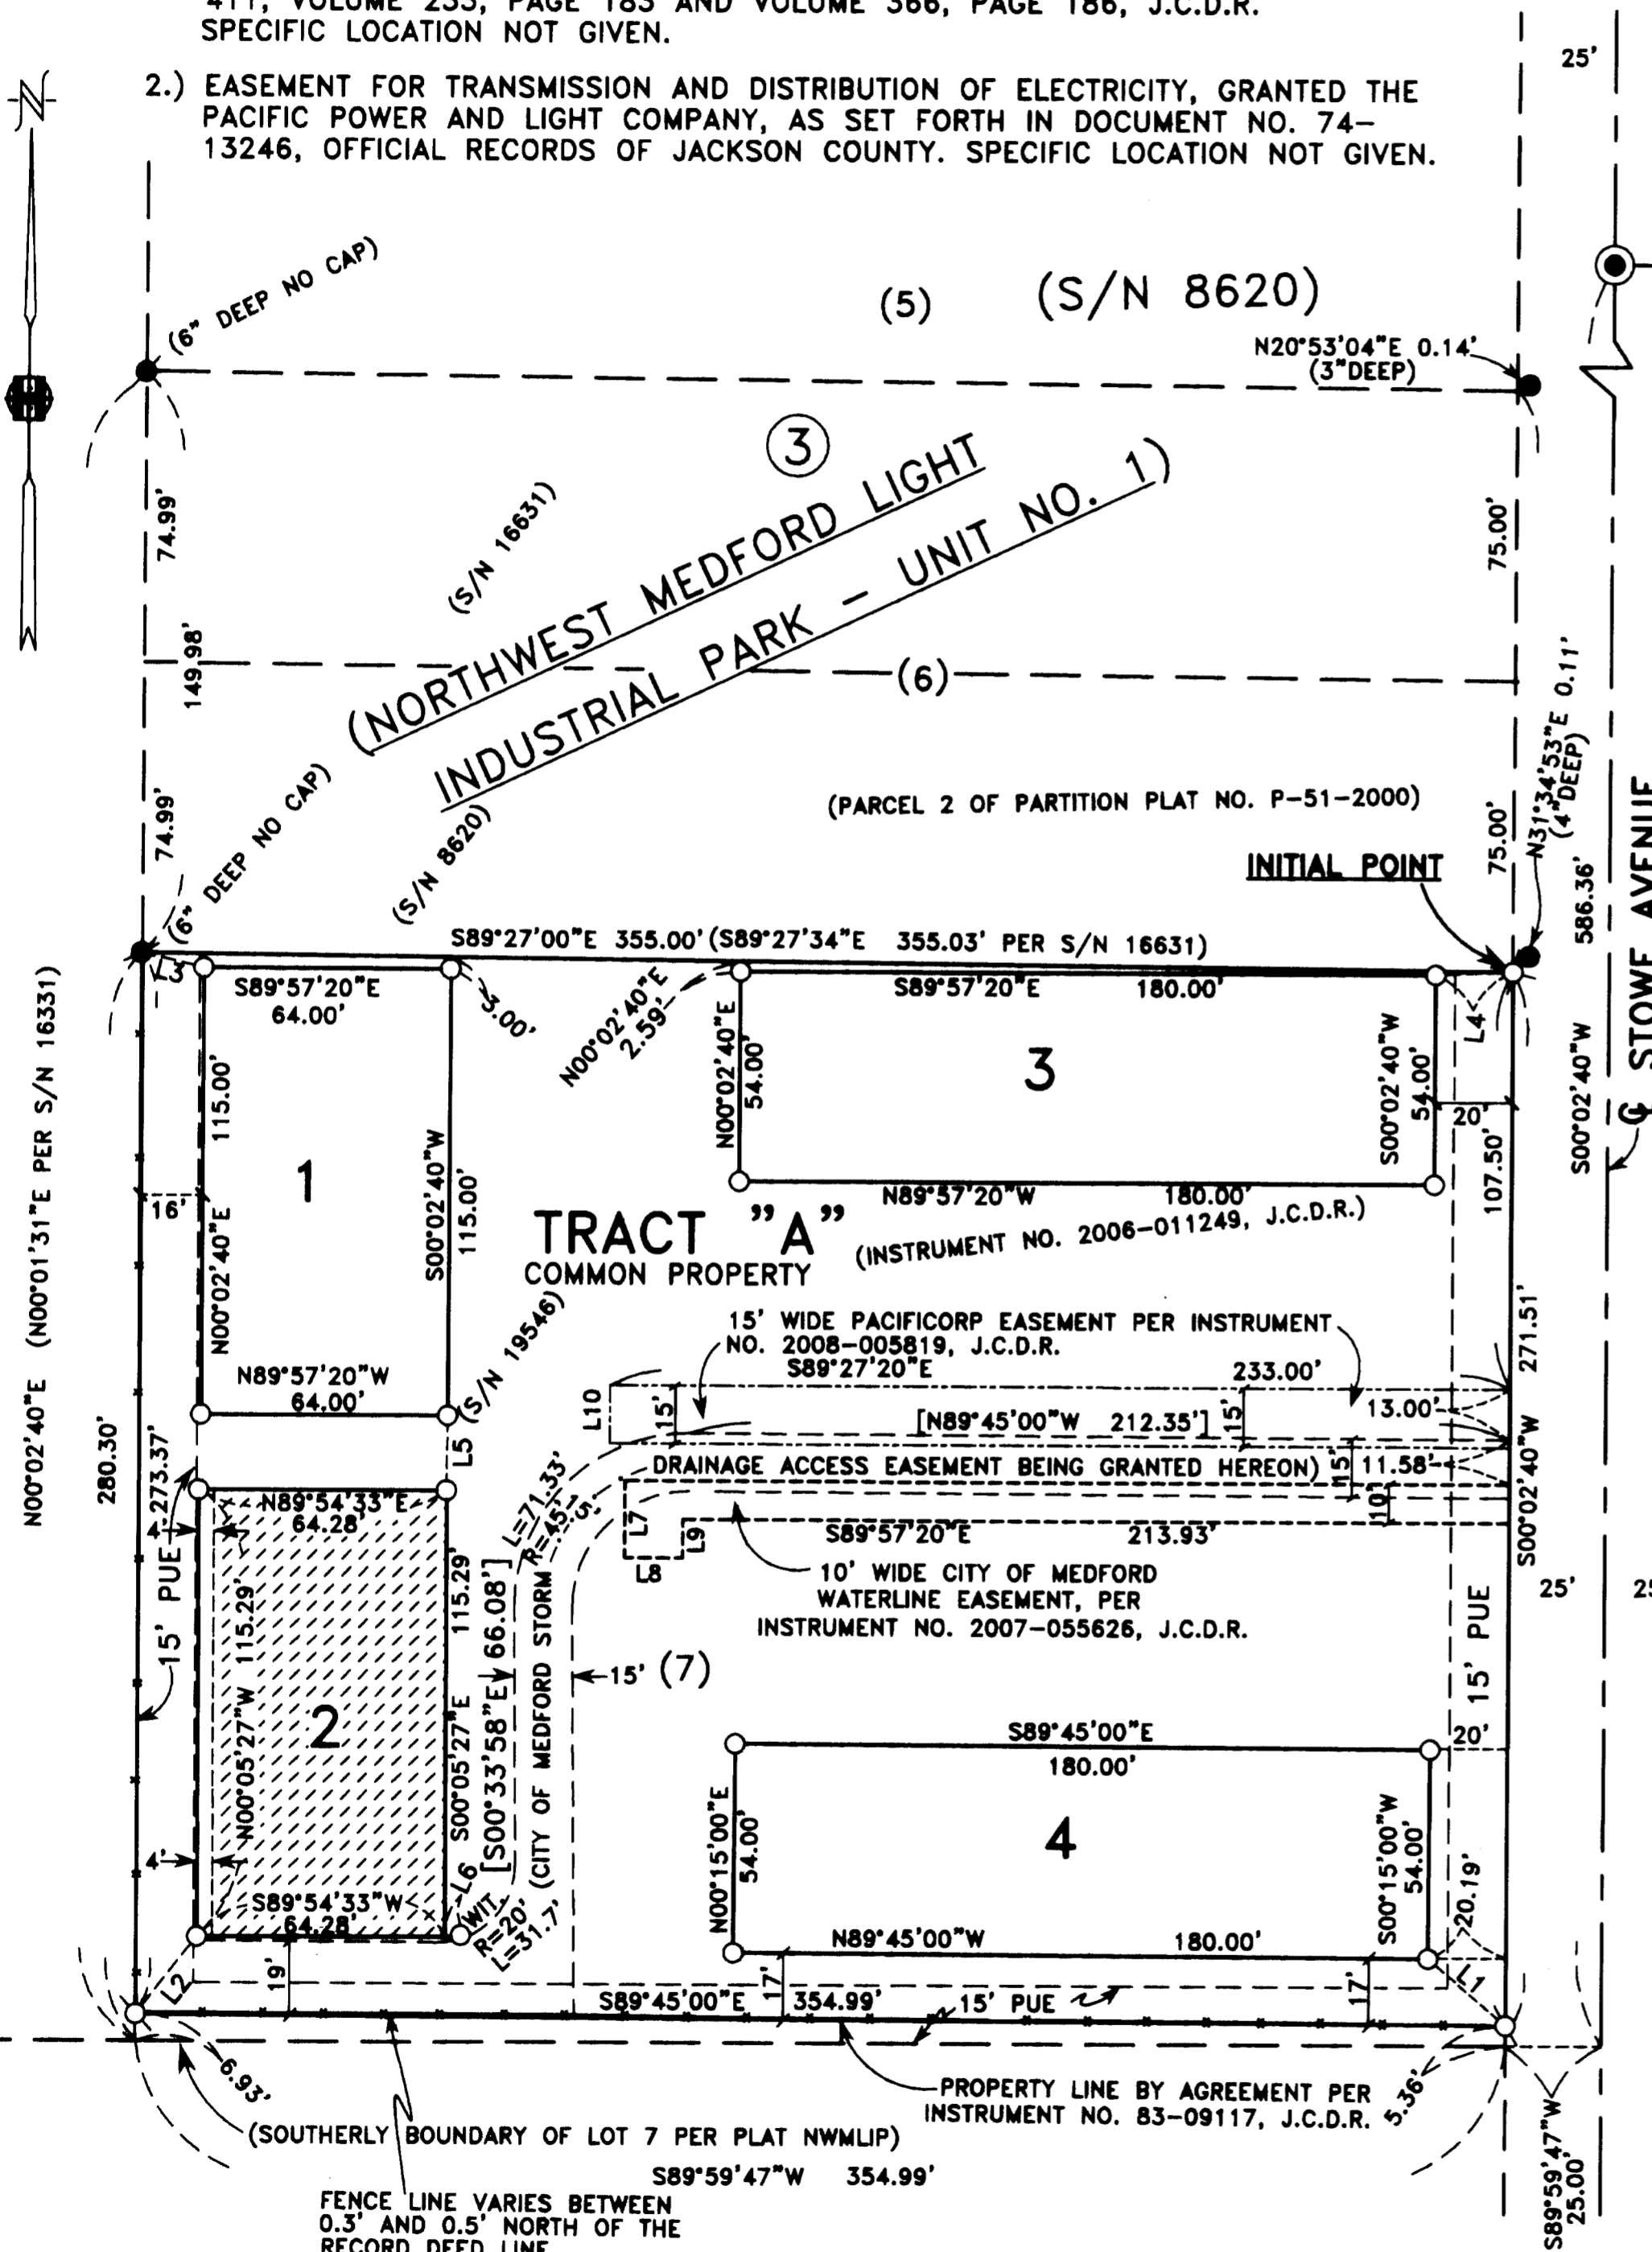 411, VOLUME 233, PAGE 183 AND VOLUME 366, PAGE 186, J.C.D.R.
SPECIFIC LOCATION NOT GIVEN.
2.) EASEMENT FOR TRANSMISSION AND DISTRIBUTION OF ELECTRICITY, GRANTED THE
PACIFIC POWER AND LIGHT COMPANY, AS SET FORTH IN DOCUMENT NO. 74-
13246, OFFICIAL RECORDS OF JACKSON COUNTY. SPECIFIC LOCATION NOT GIVEN.
25'
N
(6" DEEP NO CAP)
(5)
(S/N 8620)
N20°53'04"E 0.14'
(3"DEEP)
3
(NORTHWEST MEDFORD LIGHT
INDUSTRIAL PARK - UNIT NO. 1)
74.99'
(S/N 16631)
75.00'
149.98'
(6)
N31°34'53"E 0.11'
(4"DEEP)
74.99'
(6" DEEP NO CAP)
(S/N 8620)
(PARCEL 2 OF PARTITION PLAT NO. P-51-2000)
75.00'
INITIAL POINT
586.36'
S00°02'40"W
℄ STOWE AVENUE
S89°27'00"E 355.00' (S89°27'34"E 355.03' PER S/N 16631)
L3
S89°57'20"E
64.00'
3.00'
N00°02'40"E
2.59'
S89°57'20"E 180.00'
L4
N00°02'40"E (N00°01'31"E PER S/N 16331)
280.30'
273.37'
115.00'
N00°02'40"E
16'
1
S00°02'40"W
115.00'
N00°02'40"E
54.00'
3
S00°02'40"W
54.00'
20'
107.50'
N89°57'20"W 180.00'
TRACT "A"
COMMON PROPERTY
(INSTRUMENT NO. 2006-011249, J.C.D.R.)
271.51'
S00°02'40"W
N89°57'20"W
64.00'
(S/N 19546)
L5
15' WIDE PACIFICORP EASEMENT PER INSTRUMENT
NO. 2008-005819, J.C.D.R.
S89°27'20"E 233.00'
L10
15'
[N89°45'00"W 212.35']
15'
13.00'
DRAINAGE ACCESS EASEMENT BEING GRANTED HEREON)
15'
11.58'
10'
L=71.33'
R=45'
15'
L7
L8
L9
S89°57'20"E 213.93'
10' WIDE CITY OF MEDFORD
WATERLINE EASEMENT, PER
INSTRUMENT NO. 2007-055626, J.C.D.R.
25'
N89°54'33"E
64.28'
4'
15' PUE
115.29'
N00°05'27"W
2
115.29'
S00°05'27"E
[S00°33'58"E 66.08']
(CITY OF MEDFORD STORM
15'
(7)
15' PUE
4'
S89°54'33"W
64.28'
L6
WIT.
R=20'
L=31.7'
S89°45'00"E
180.00'
20'
N00°15'00"E
54.00'
4
S00°15'00"W
54.00'
20.19'
N89°45'00"W 180.00'
L2
19'
S89°45'00"E 354.99'
17'
15' PUE
17'
L1
6.93'
5.36'
PROPERTY LINE BY AGREEMENT PER
INSTRUMENT NO. 83-09117, J.C.D.R.
(SOUTHERLY BOUNDARY OF LOT 7 PER PLAT NWMLIP)
S89°59'47"W 354.99'
S89°59'47"W
25.00'
FENCE LINE VARIES BETWEEN
0.3' AND 0.5' NORTH OF THE
RECORD DEED LINE